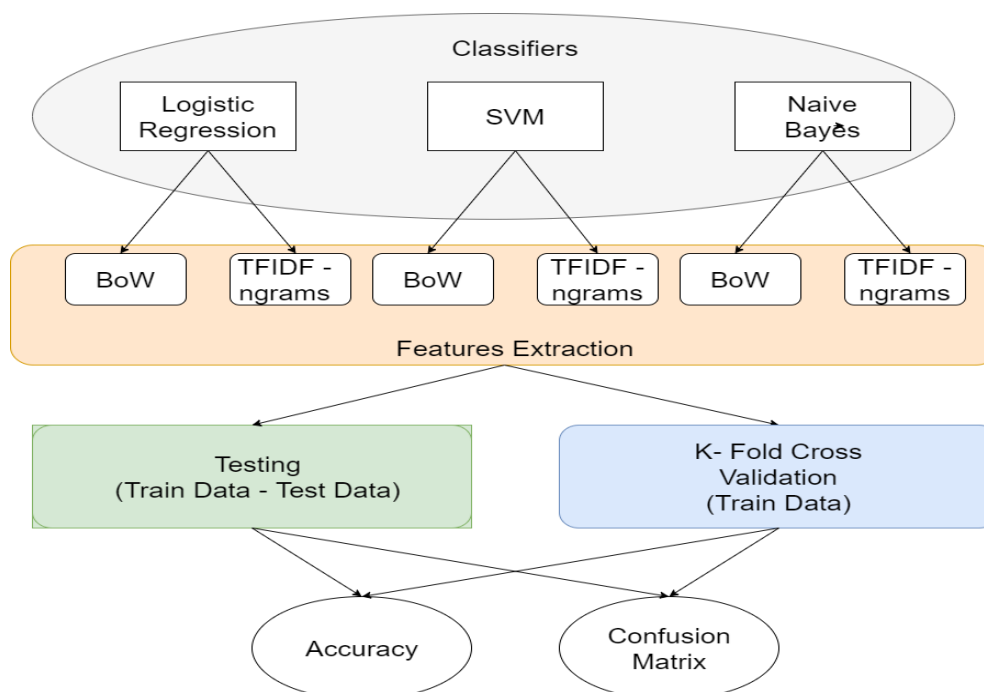 Classifiers
Logistic
Regression
SVM
Naive
Bayes
BoW
TFIDF -
ngrams
BoW
TFIDF -
ngrams
BoW
TFIDF -
ngrams
Features Extraction
Testing
(Train Data - Test Data)
K- Fold Cross
Validation
(Train Data)
Accuracy
Confusion
Matrix